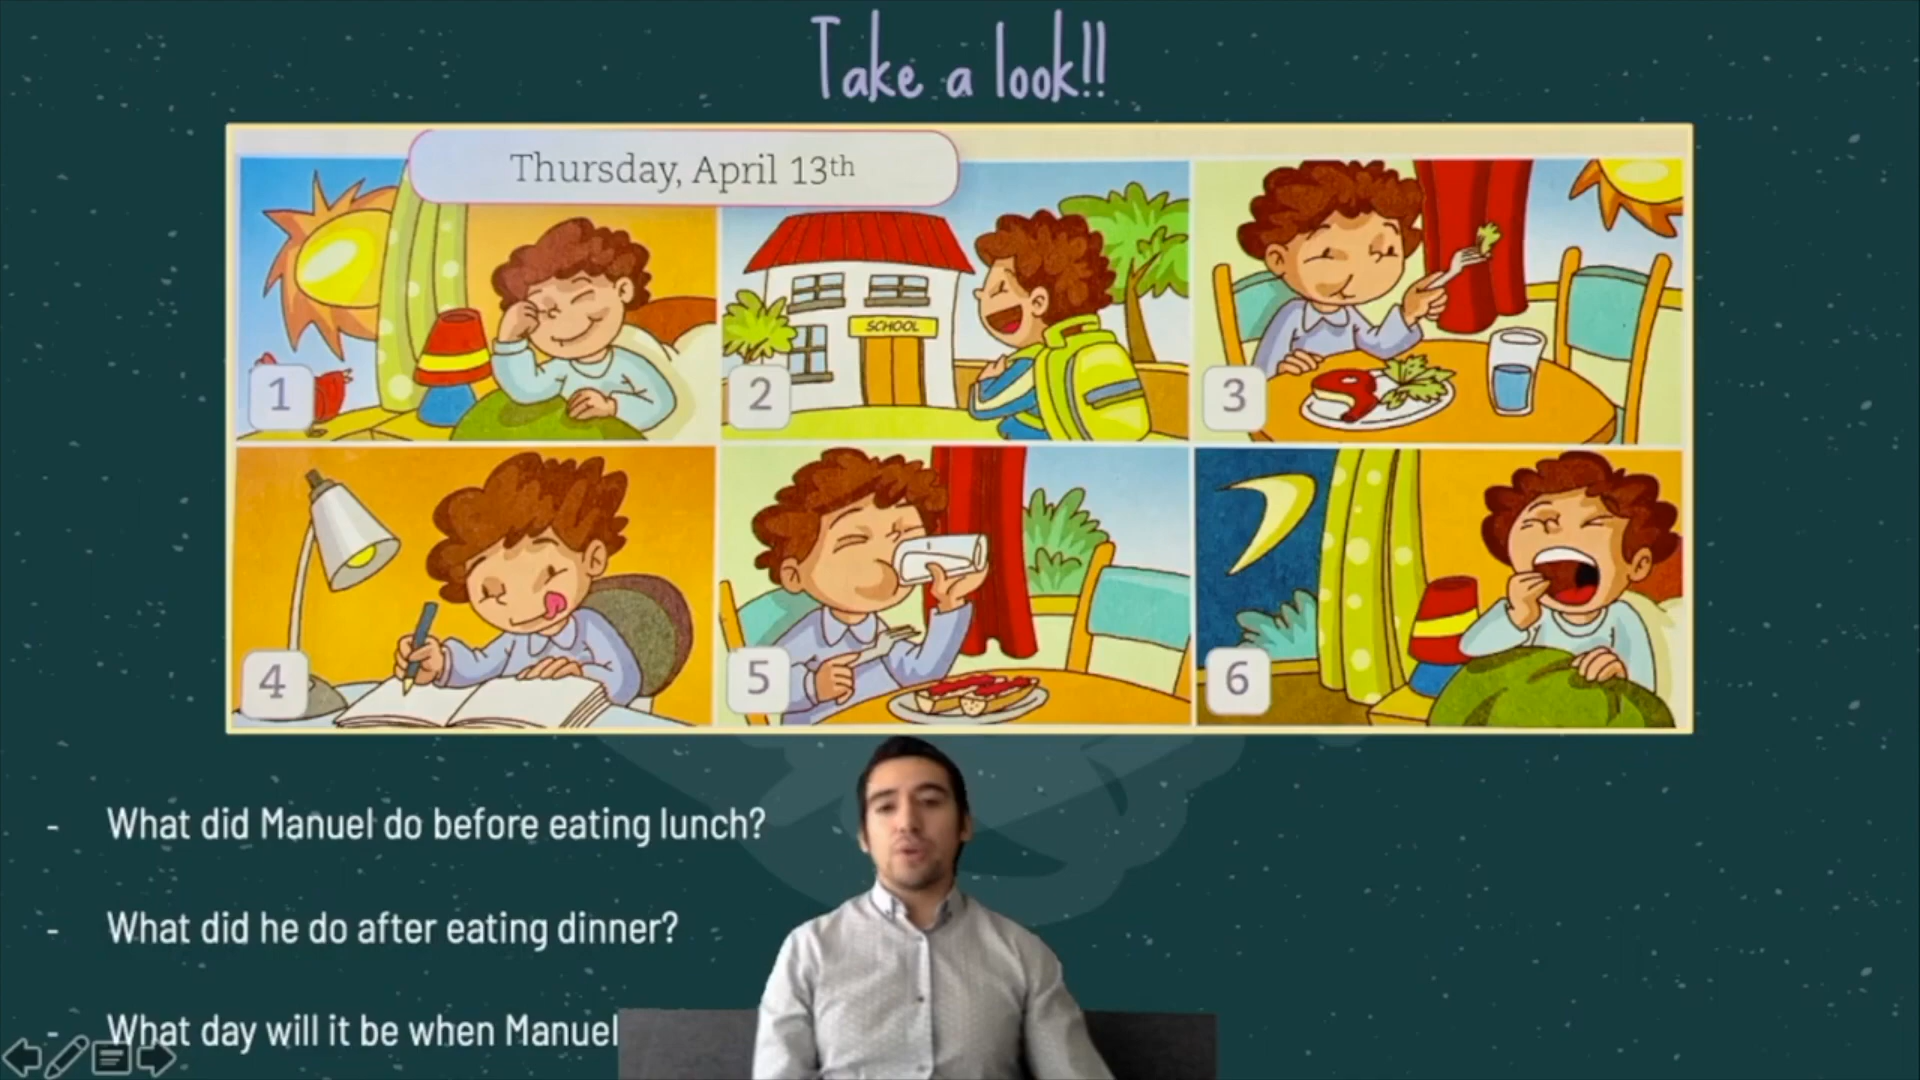 Take a look!!
Thursday, April 13th
SCHOOL
1
2
3
4
5
6
- What did Manuel do before eating lunch?
- What did he do after eating dinner?
- What day will it be when Manuel